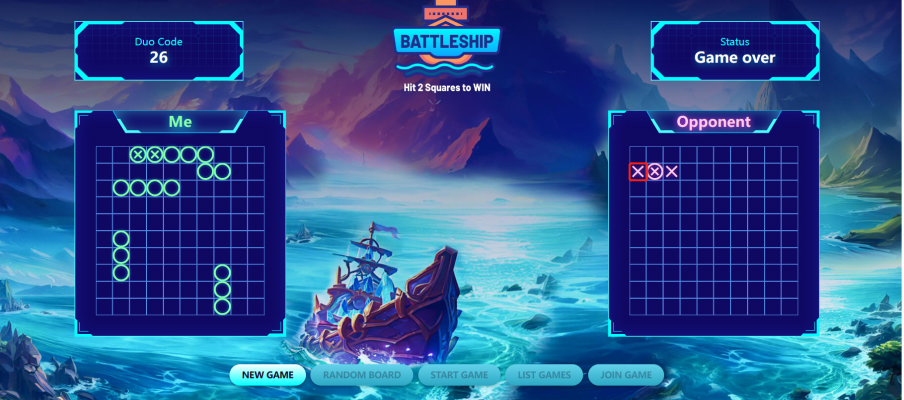 Duo Code
26
BATTLESHIP
Hit 2 Squares to WIN
Status
Game over
Me
Opponent
NEW GAME
RANDOM BOARD
START GAME
LIST GAMES
JOIN GAME